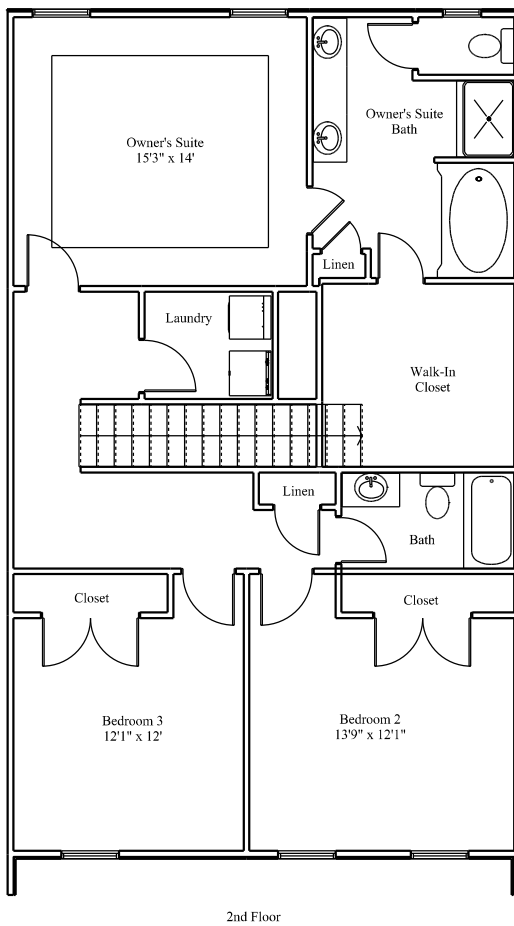 Owner's Suite
15'3" x 14'
Owner's Suite
Bath
Linen
Laundry
Walk-In
Closet
Linen
Bath
Closet
Closet
Bedroom 3
12'1" x 12'
Bedroom 2
13'9" x 12'1"
2nd Floor